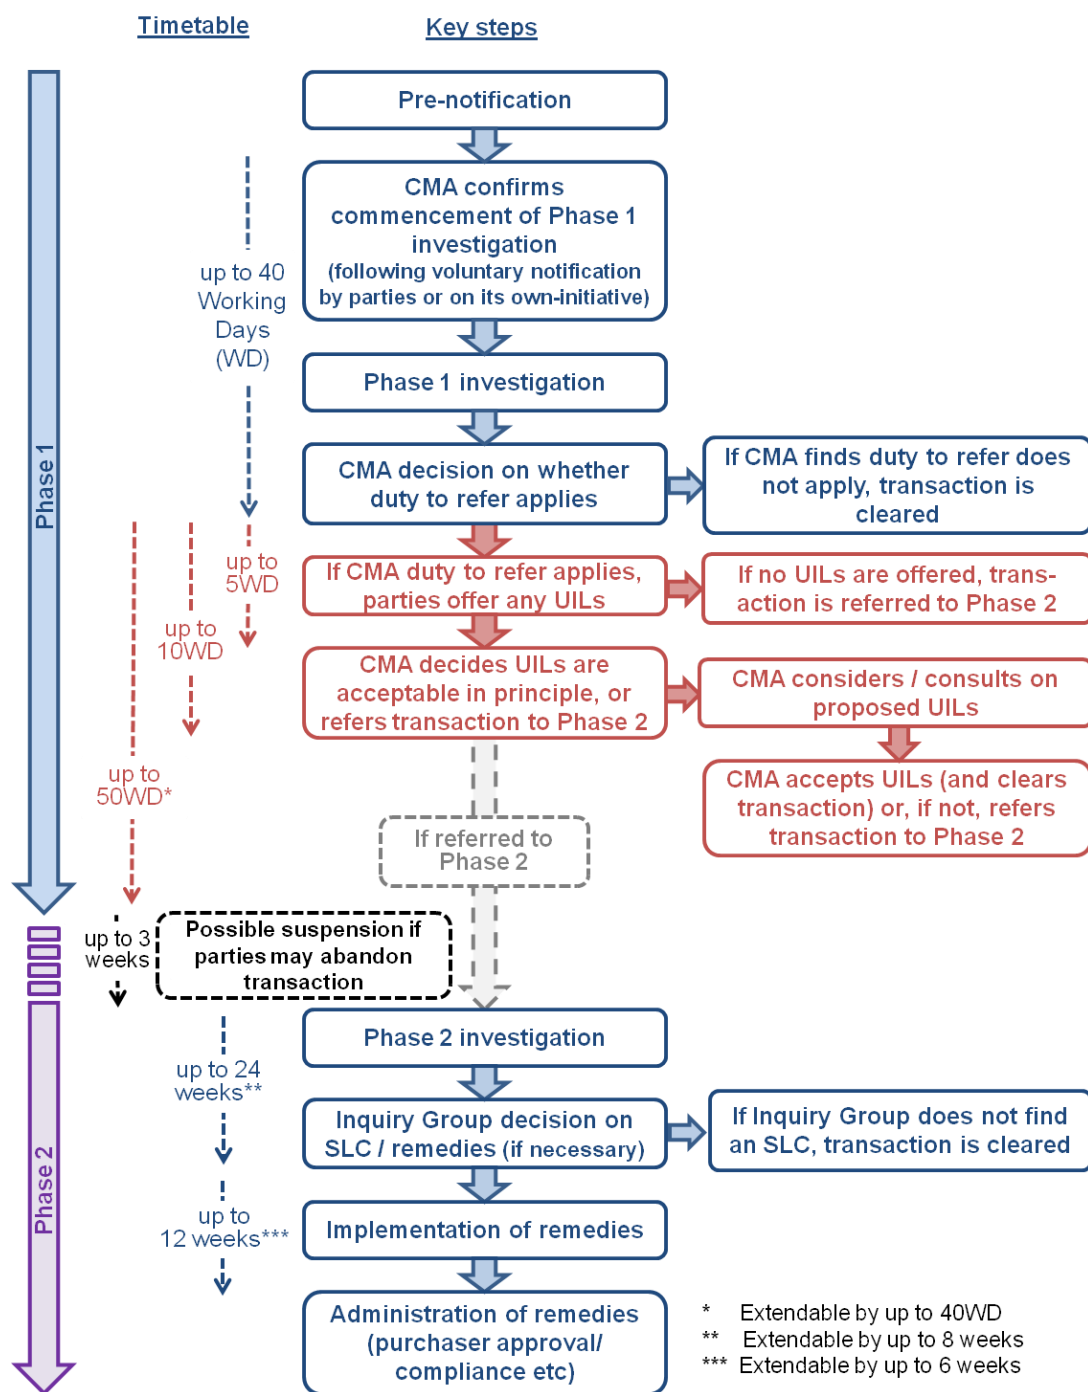 Timetable
Key steps
Pre-notification
CMA confirms
commencement of Phase 1
investigation
(following voluntary notification
by parties or on its own-initiative)
up to 40
Working
Days
(WD)
Phase 1 investigation
Phase 1
CMA decision on whether
duty to refer applies
If CMA finds duty to refer does
not apply, transaction is
cleared
up to
5WD
If CMA duty to refer applies,
parties offer any UILs
If no UILs are offered, trans-
action is referred to Phase 2
up to
10WD
CMA decides UILs are
acceptable in principle, or
refers transaction to Phase 2
CMA considers / consults on
proposed UILs
up to
50WD*
CMA accepts UILs (and clears
transaction) or, if not, refers
transaction to Phase 2
If referred to
Phase 2
up to 3
weeks
Possible suspension if
parties may abandon
transaction
Phase 2 investigation
up to 24
weeks**
Inquiry Group decision on
SLC / remedies (if necessary)
If Inquiry Group does not find
an SLC, transaction is cleared
Phase 2
up to
12 weeks***
Implementation of remedies
Administration of remedies
(purchaser approval/
compliance etc)
* Extendable by up to 40WD
** Extendable by up to 8 weeks
*** Extendable by up to 6 weeks